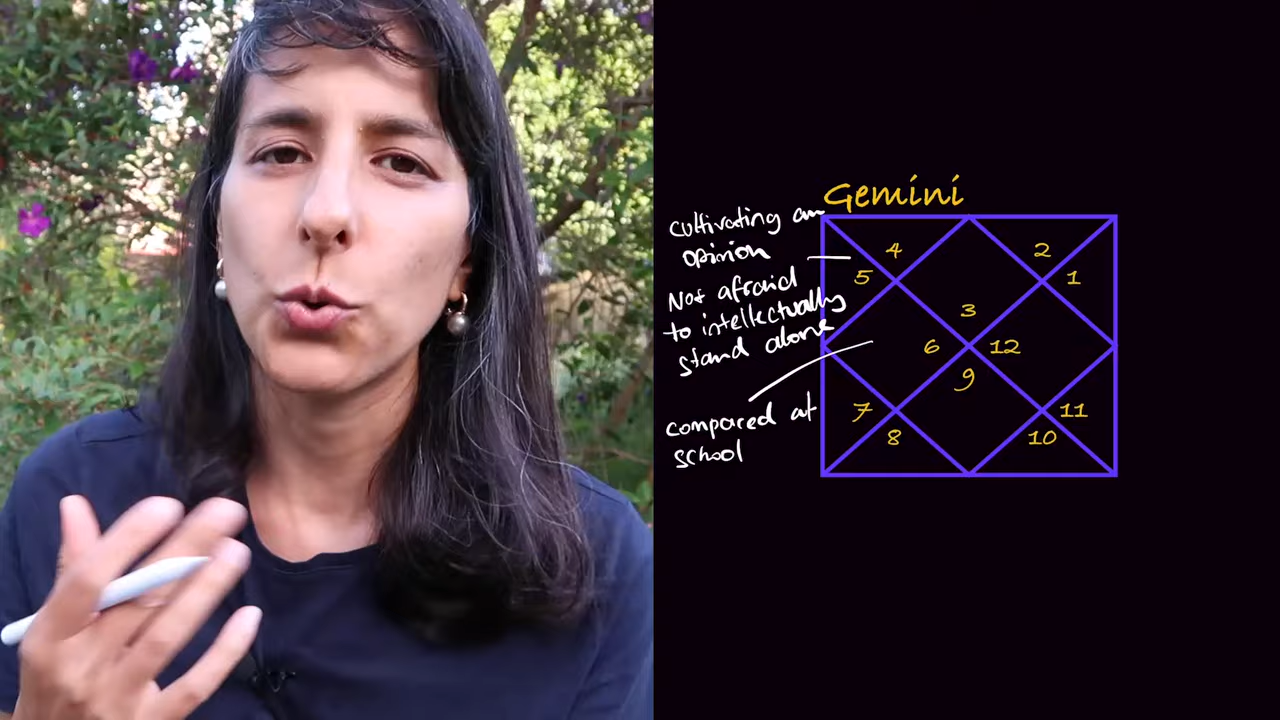 Gemini
cultivating an
opinion
Not afraid
to intellectually
stand alone
compared at
school
4
2
5
1
3
6
12
9
7
11
8
10